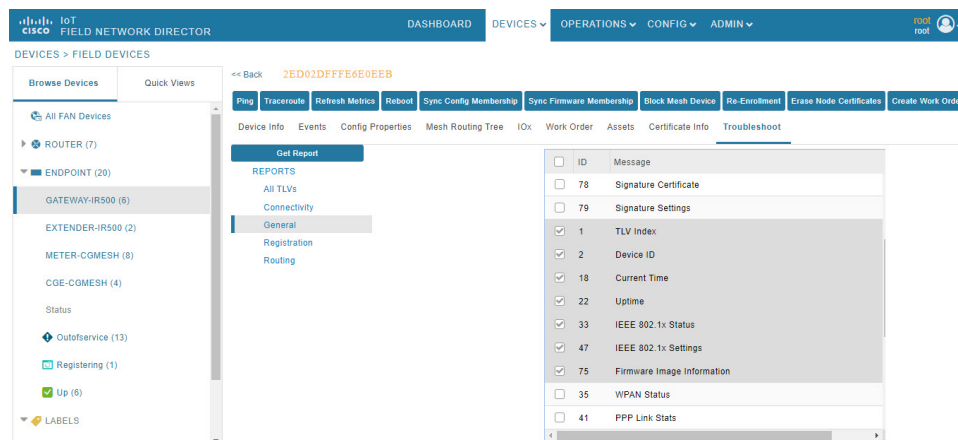 cisco IoT
FIELD NETWORK DIRECTOR
DASHBOARD DEVICES OPERATIONS CONFIG ADMIN
root
root
DEVICES > FIELD DEVICES
Browse Devices Quick Views
All FAN Devices
ROUTER (7)
ENDPOINT (20)
GATEWAY-IR500 (6)
EXTENDER-IR500 (2)
METER-CGMESH (8)
CGE-CGMESH (4)
Status
Outofservice (13)
Registering (1)
Up (6)
LABELS
<< Back 2ED02DFFFE6E0EEB
Ping Traceroute Refresh Metrics Reboot Sync Config Membership Sync Firmware Membership Block Mesh Device Re-Enrollment Erase Node Certificates Create Work Orde
Device Info Events Config Properties Mesh Routing Tree IOx Work Order Assets Certificate Info Troubleshoot
Get Report
REPORTS
All TLVs
Connectivity
General
Registration
Routing
ID Message
78 Signature Certificate
79 Signature Settings
1 TLV Index
2 Device ID
18 Current Time
22 Uptime
33 IEEE 802.1x Status
47 IEEE 802.1x Settings
75 Firmware Image Information
35 WPAN Status
41 PPP Link Stats